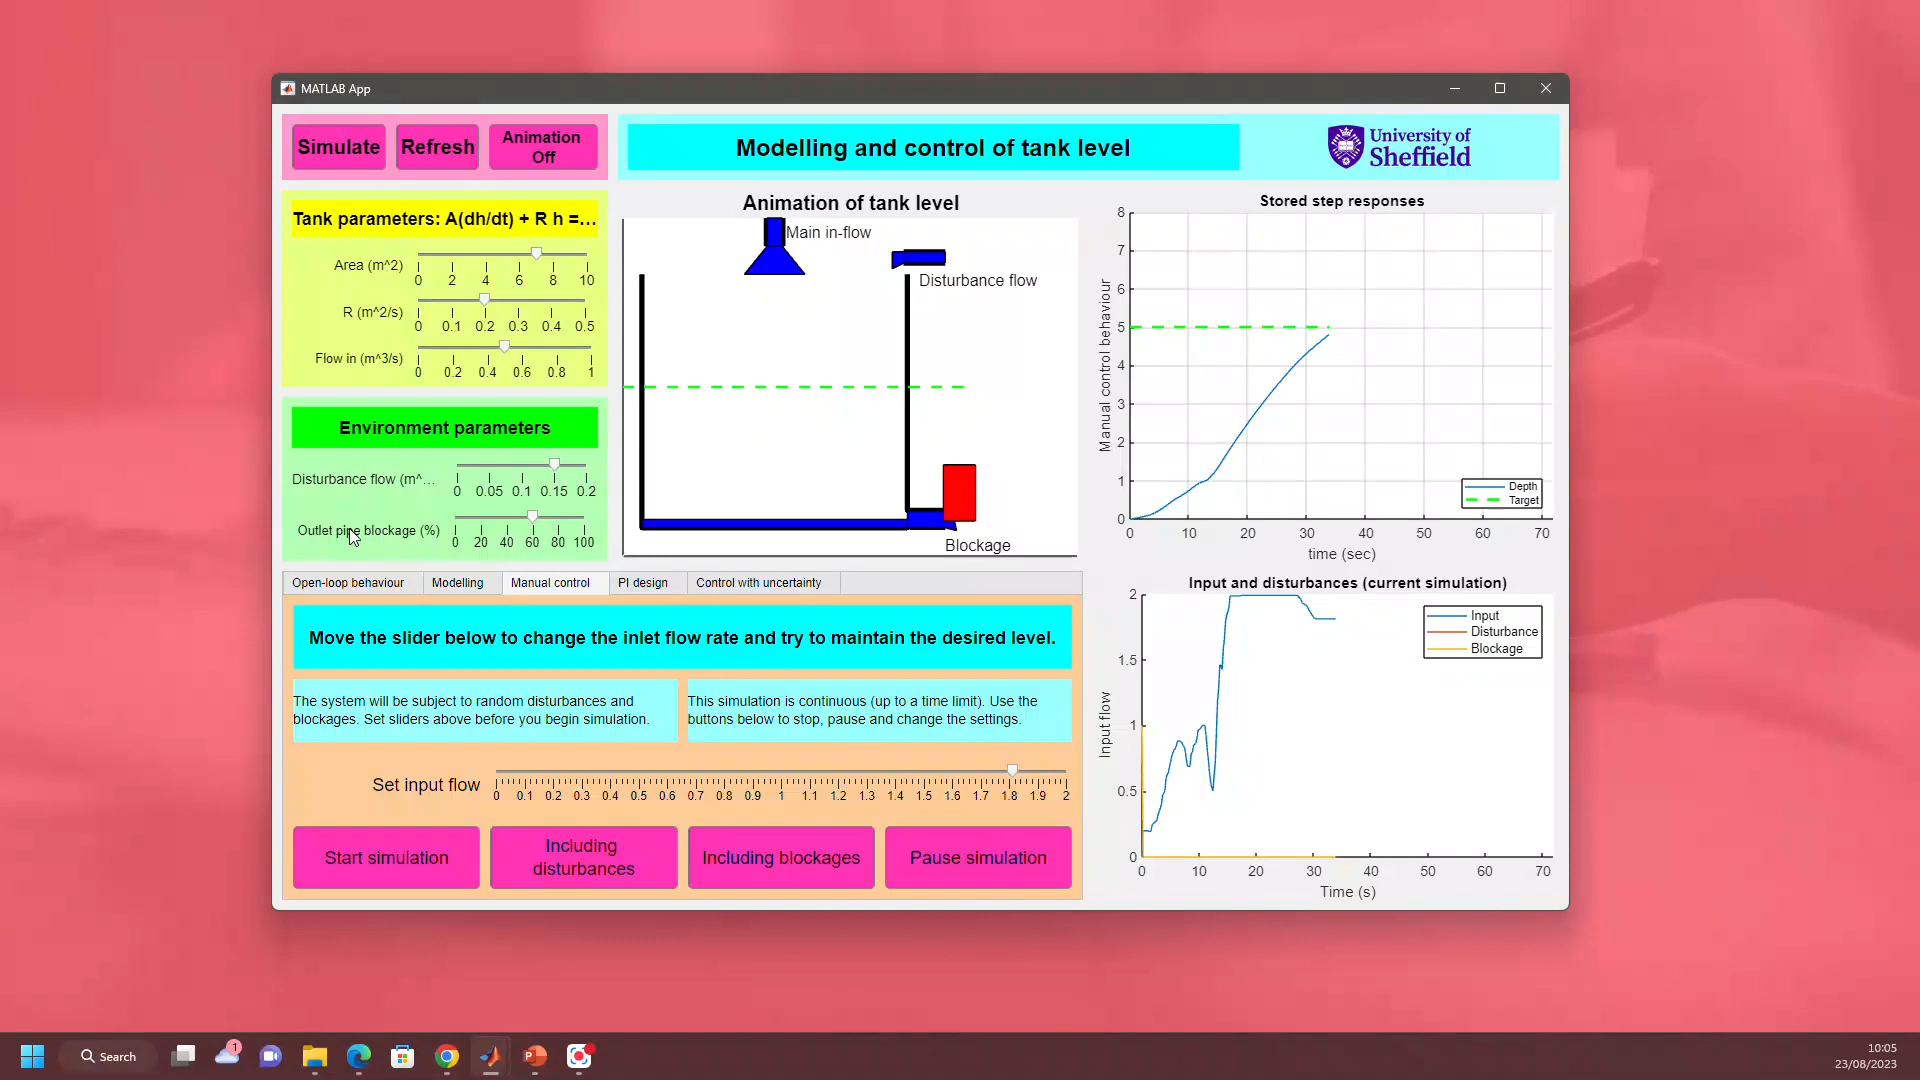 MATLAB App
Simulate
Refresh
Animation
Off
Modelling and control of tank level
University of
Sheffield
Tank parameters: A(dh/dt) + R h =...
Area (m^2)
0 2 4 6 8 10
R (m^2/s)
0 0.1 0.2 0.3 0.4 0.5
Flow in (m^3/s)
0 0.2 0.4 0.6 0.8 1
Environment parameters
Disturbance flow (m^...
0 0.05 0.1 0.15 0.2
Outlet pipe blockage (%)
0 20 40 60 80 100
Animation of tank level
Main in-flow
Disturbance flow
Blockage
Stored step responses
Manual control behaviour
8
7
6
5
4
3
2
1
0
0 10 20 30 40 50 60 70
time (sec)
Depth
Target
Open-loop behaviour
Modelling
Manual control
PI design
Control with uncertainty
Move the slider below to change the inlet flow rate and try to maintain the desired level.
The system will be subject to random disturbances and
blockages. Set sliders above before you begin simulation.
This simulation is continuous (up to a time limit). Use the
buttons below to stop, pause and change the settings.
Set input flow
0 0.1 0.2 0.3 0.4 0.5 0.6 0.7 0.8 0.9 1 1.1 1.2 1.3 1.4 1.5 1.6 1.7 1.8 1.9 2
Start simulation
Including
disturbances
Including blockages
Pause simulation
Input and disturbances (current simulation)
Input flow
2
1.5
1
0.5
0
0 10 20 30 40 50 60 70
Time (s)
Input
Disturbance
Blockage
1
Search
10:05
23/08/2023